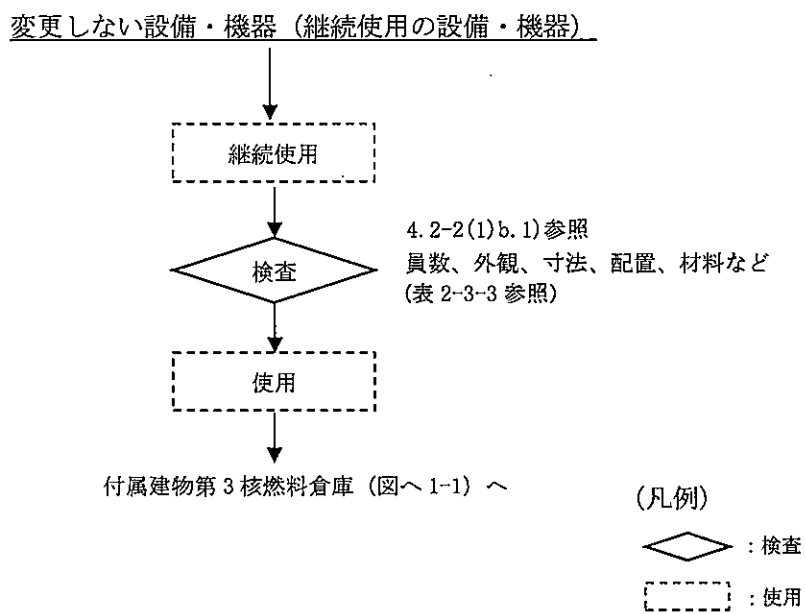 変更しない設備・機器（継続使用の設備・機器）
継続使用
検査
4.2-2(1)b.1)参照
員数、外観、寸法、配置、材料など
(表 2-3-3 参照)
使用
付属建物第3核燃料倉庫（図へ 1-1）へ
(凡例)
：検査
：使用